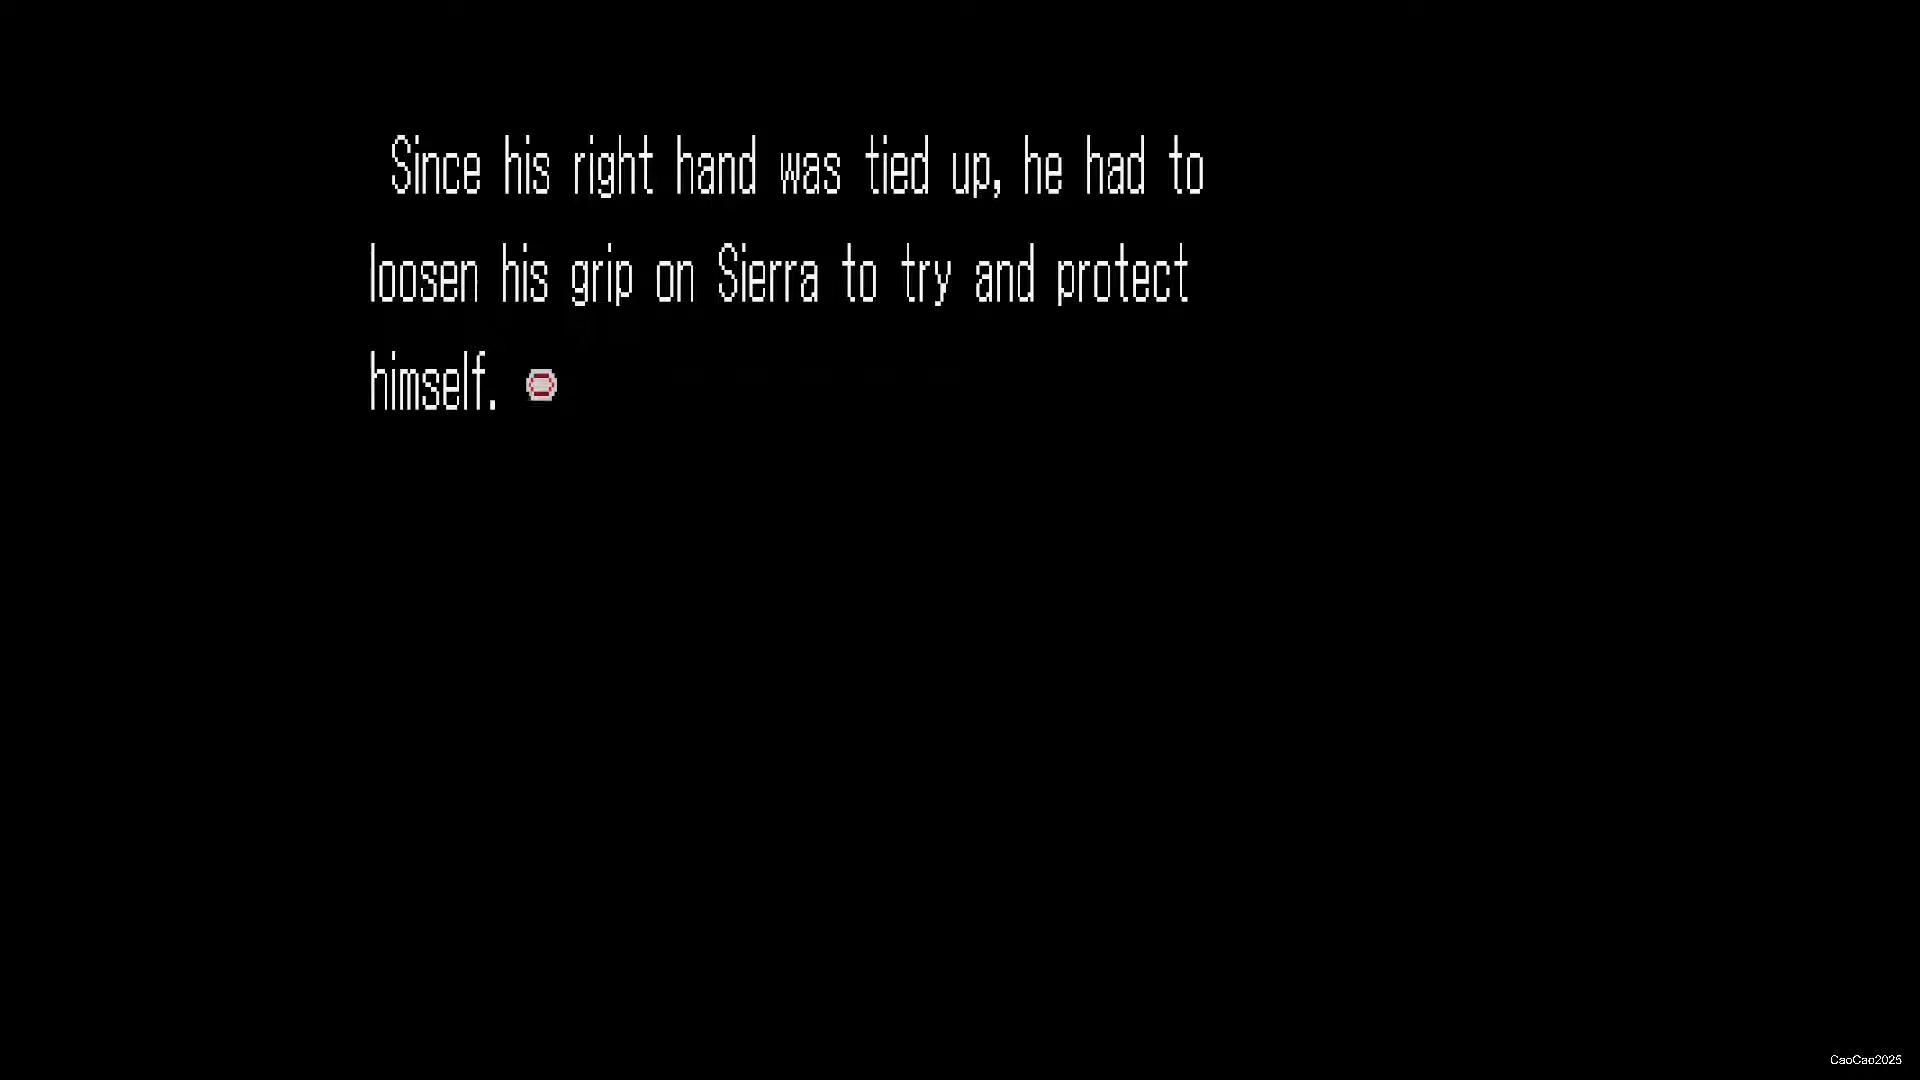 Since his right hand was tied up, he had to
loosen his grip on Sierra to try and protect
himself.
CaoCao2025